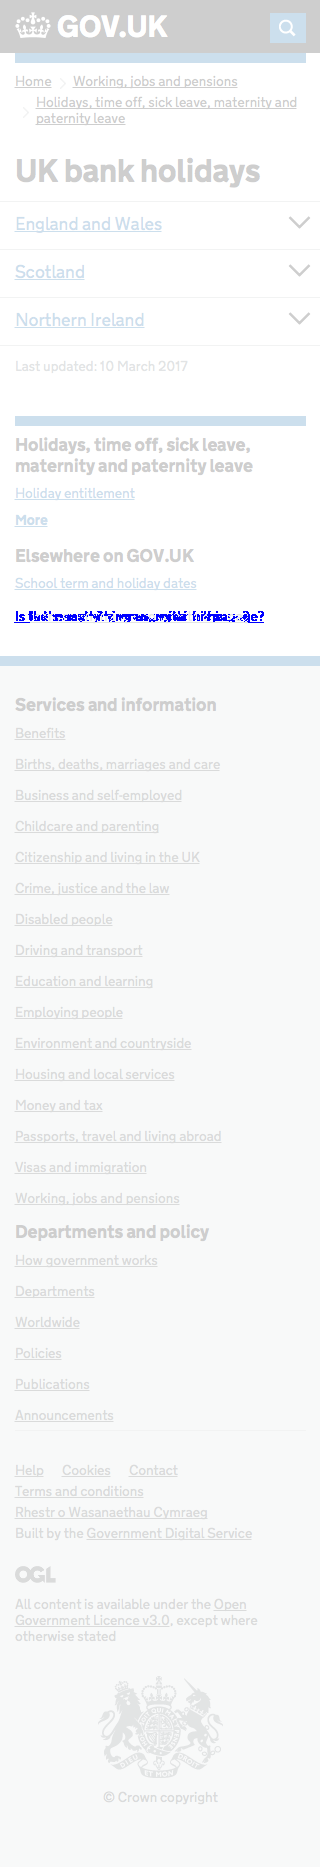 GOV.UK
Home
Working, jobs and pensions
Holidays, time off, sick leave, maternity and
paternity leave
UK bank holidays
England and Wales
Scotland
Northern Ireland
Last updated: 10 March 2017
Holidays, time off, sick leave,
maternity and paternity leave
Holiday entitlement
More
Elsewhere on GOV.UK
School term and holiday dates
Services and information
Benefits
Births, deaths, marriages and care
Business and self-employed
Childcare and parenting
Citizenship and living in the UK
Crime, justice and the law
Disabled people
Driving and transport
Education and learning
Employing people
Environment and countryside
Housing and local services
Money and tax
Passports, travel and living abroad
Visas and immigration
Working, jobs and pensions
Departments and policy
How government works
Departments
Worldwide
Policies
Publications
Announcements
Help Cookies Contact
Terms and conditions
Rhestr o Wasanaethau Cymraeg
Built by the Government Digital Service
OGL
All content is available under the Open
Government Licence v3.0, except where
otherwise stated
© Crown copyright